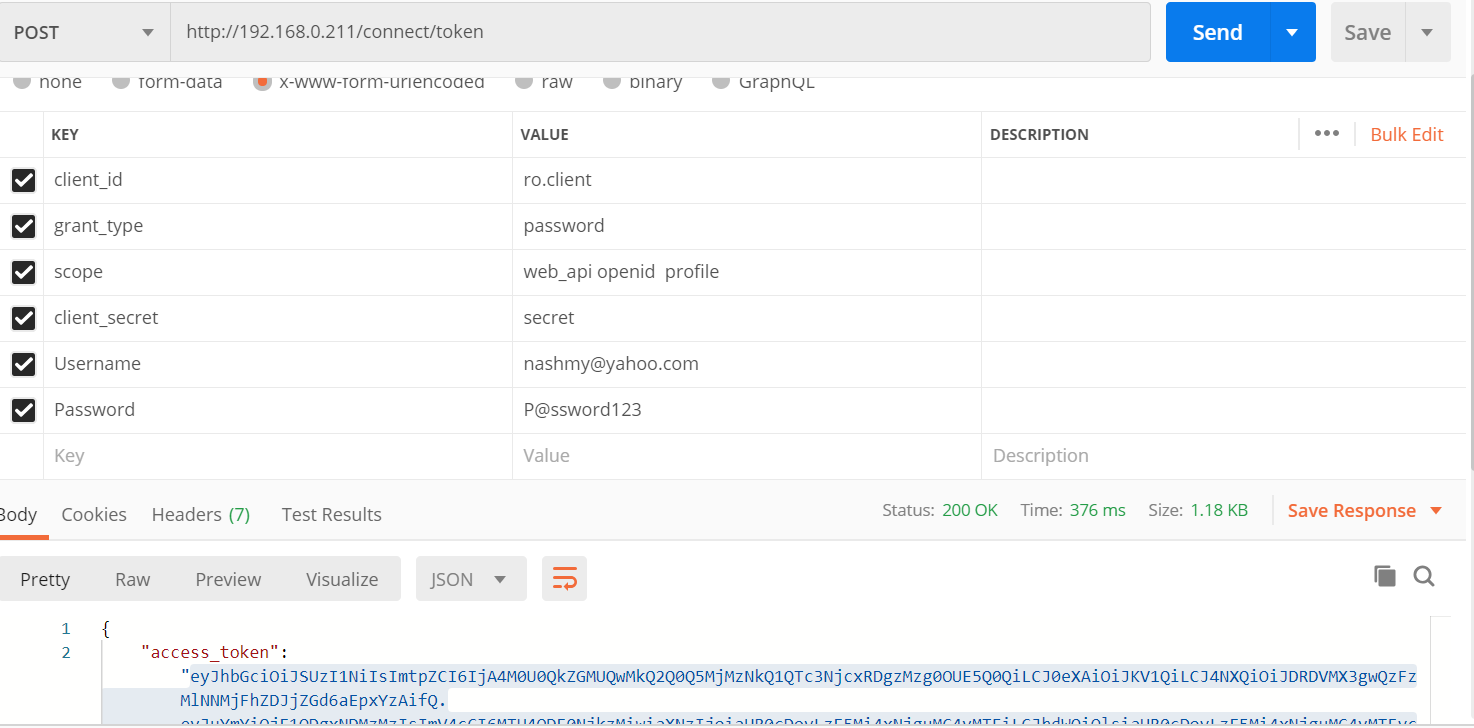 POST http://192.168.0.211/connect/token Send Save
none form-data x-www-form-urlencoded raw binary GraphQL
KEY VALUE DESCRIPTION ••• Bulk Edit
client_id ro.client
grant_type password
scope web_api openid  profile
client_secret secret
Username nashmy@yahoo.com
Password P@ssword123
Key Value Description
Body Cookies Headers (7) Test Results Status: 200 OK Time: 376 ms Size: 1.18 KB Save Response
Pretty Raw Preview Visualize JSON
1 {
2 "access_token":